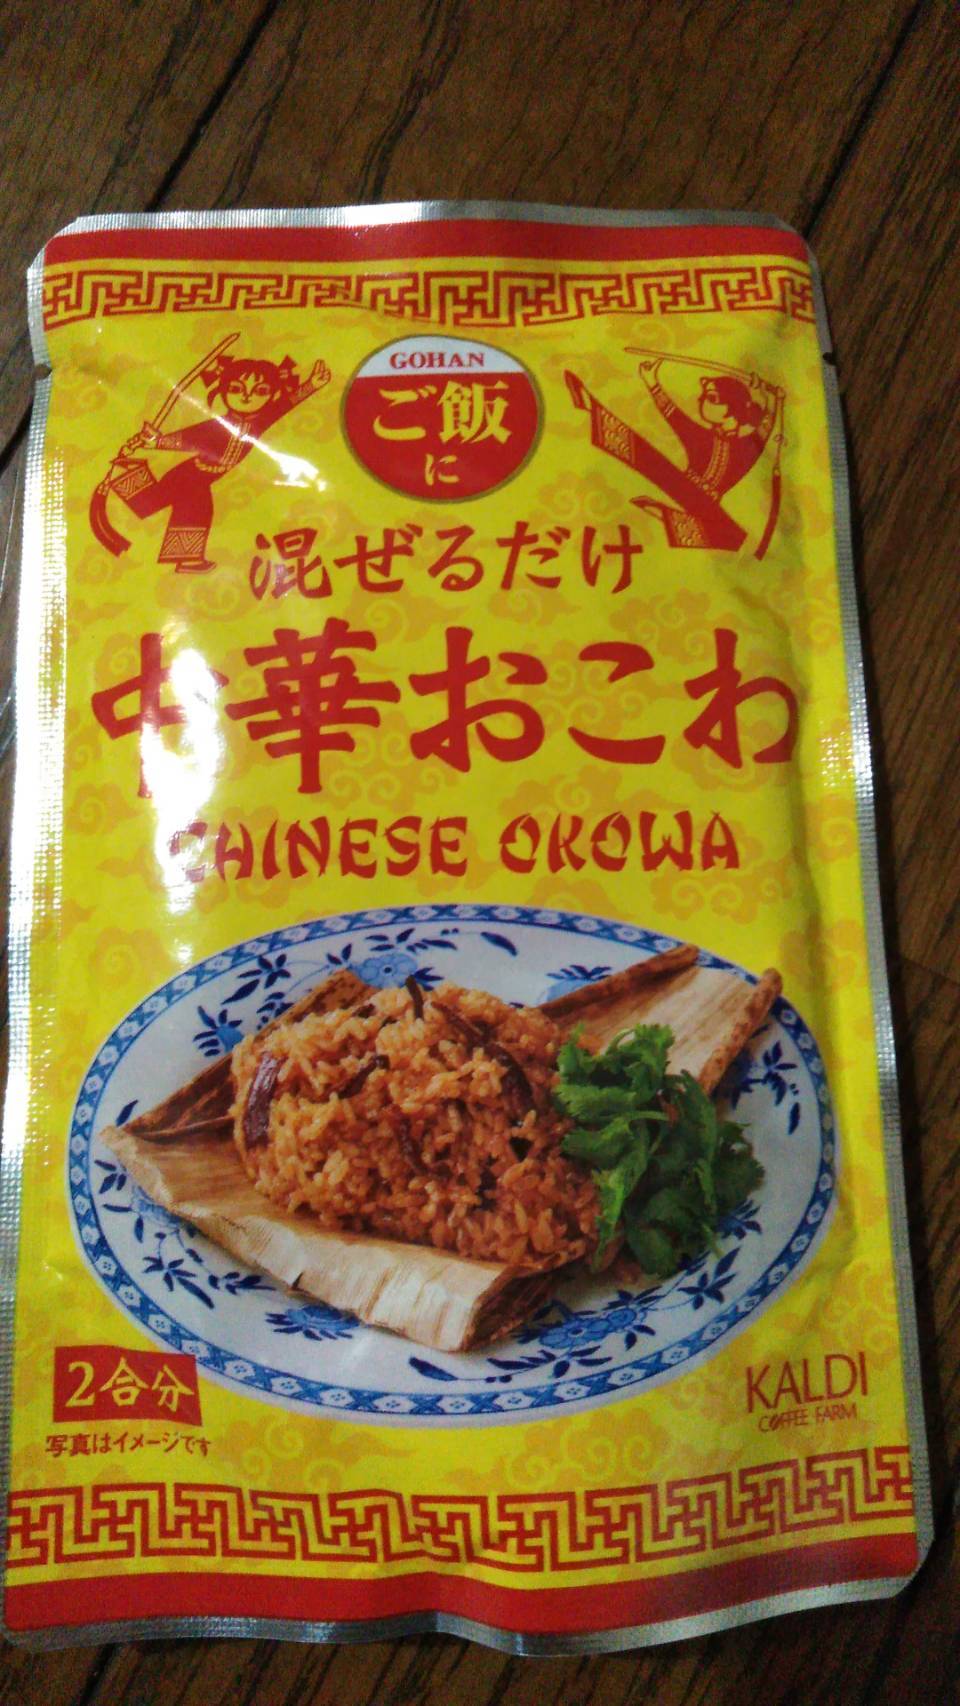 GOHAN
ご飯
に
混ぜるだけ
中華おこわ
CHINESE OKOWA
2合分
写真はイメージです
KALDI
COFFEE FARM